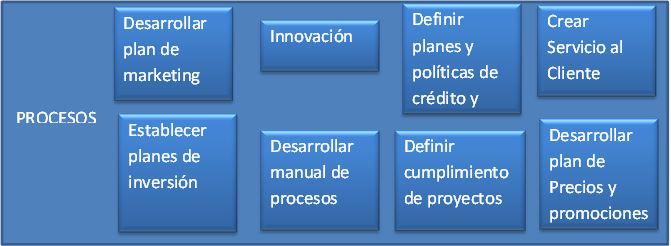 PROCESOS
Desarrollar
plan de
marketing
Innovación
Definir
planes y
políticas de
crédito y
Crear
Servicio al
Cliente
Establecer
planes de
inversión
Desarrollar
manual de
procesos
Definir
cumplimiento
de proyectos
Desarrollar
plan de
Precios y
promociones